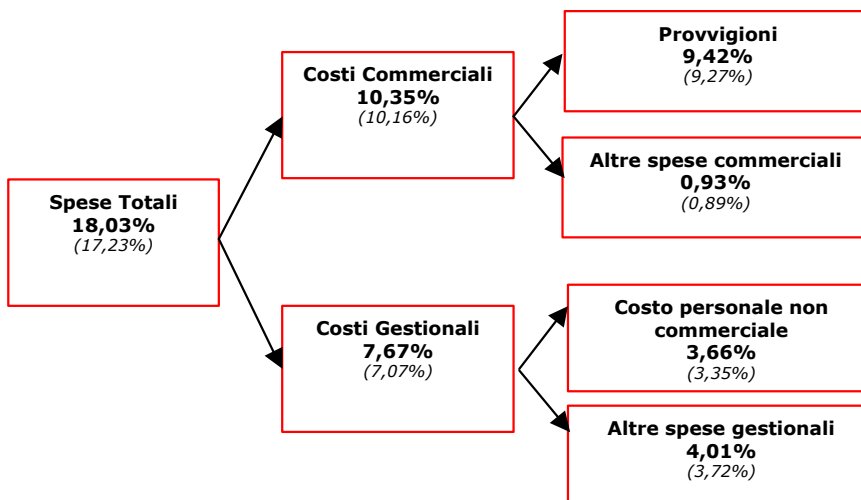 Provvigioni
9,42%
(9,27%)
Costi Commerciali
10,35%
(10,16%)
Altre spese commerciali
0,93%
(0,89%)
Spese Totali
18,03%
(17,23%)
Costi Gestionali
7,67%
(7,07%)
Costo personale non
commerciale
3,66%
(3,35%)
Altre spese gestionali
4,01%
(3,72%)